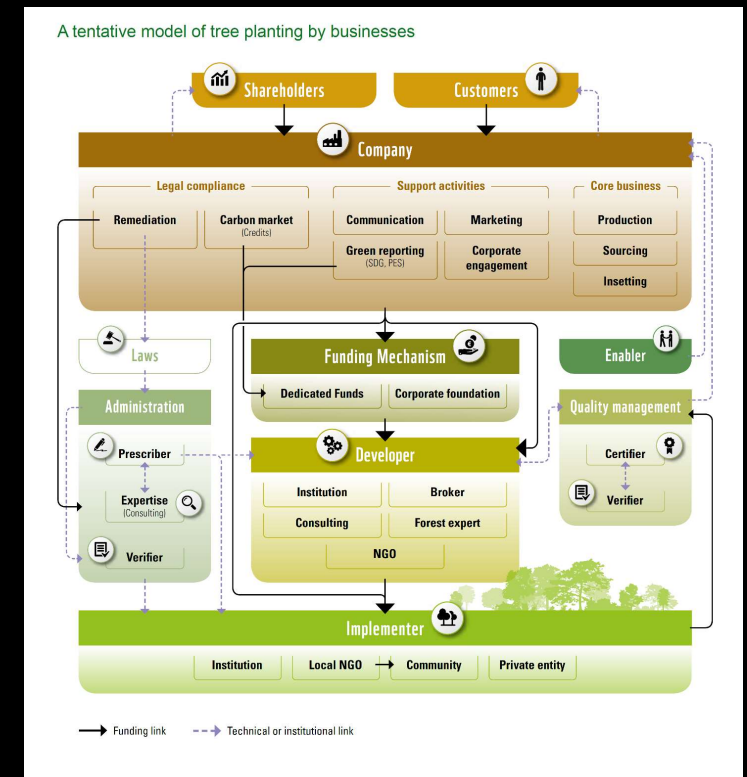 A tentative model of tree planting by businesses
Shareholders
Customers
Company
Legal compliance
Support activities
Core business
Remediation
Carbon market
(Credits)
Communication
Marketing
Production
Green reporting
(SDG, PES)
Corporate
engagement
Sourcing
Insetting
Laws
Funding Mechanism
Enabler
Dedicated Funds
Corporate foundation
Administration
Quality management
Prescriber
Developer
Certifier
Expertise
(Consulting)
Institution
Broker
Verifier
Consulting
Forest expert
Verifier
NGO
Implementer
Institution
Local NGO
Community
Private entity
Funding link
Technical or institutional link